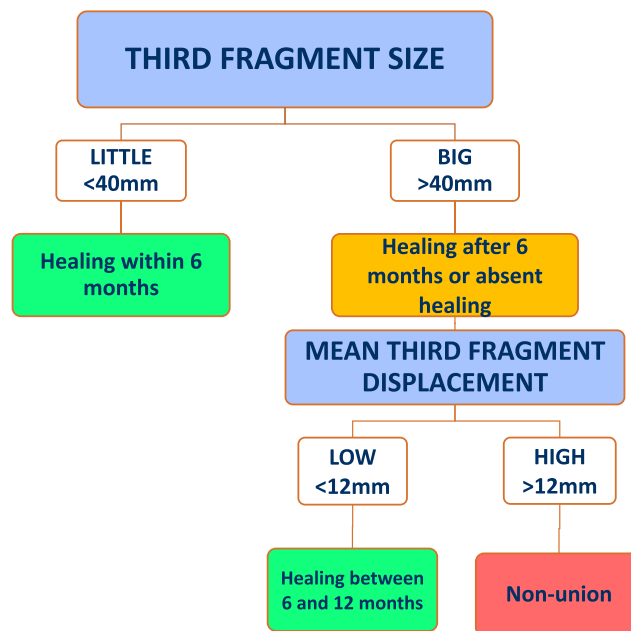 THIRD FRAGMENT SIZE
LITTLE
<40mm
BIG
>40mm
Healing within 6
months
Healing after 6
months or absent
healing
MEAN THIRD FRAGMENT
DISPLACEMENT
LOW
<12mm
HIGH
>12mm
Healing between
6 and 12 months
Non-union